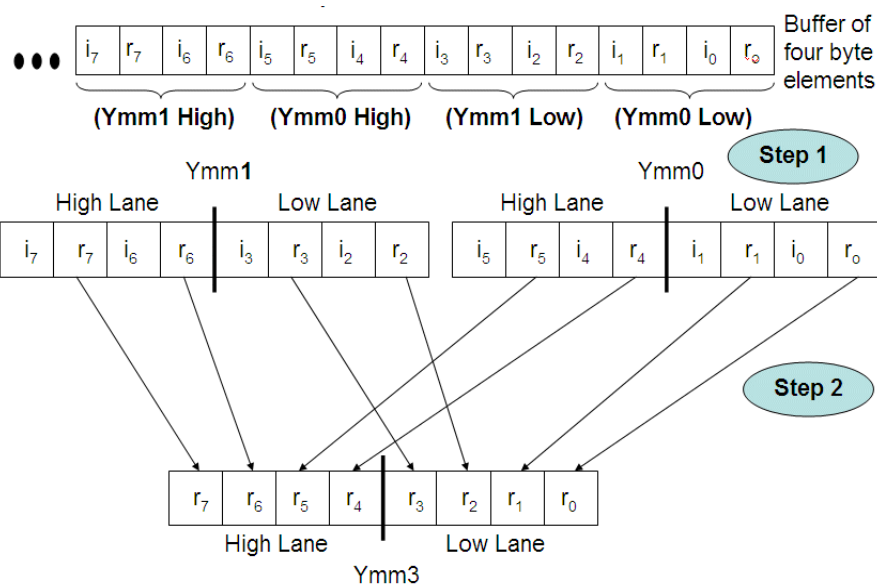 i7 r7 i6 r6 i5 r5 i4 r4 i3 r3 i2 r2 i1 r1 i0 ro
Buffer of
four byte
elements
(Ymm1 High) (Ymm0 High) (Ymm1 Low) (Ymm0 Low)
Step 1
Ymm1 Ymm0
High Lane Low Lane High Lane Low Lane
i7 r7 i6 r6 i3 r3 i2 r2 i5 r5 i4 r4 i1 r1 i0 ro
Step 2
r7 r6 r5 r4 r3 r2 r1 r0
High Lane Low Lane
Ymm3